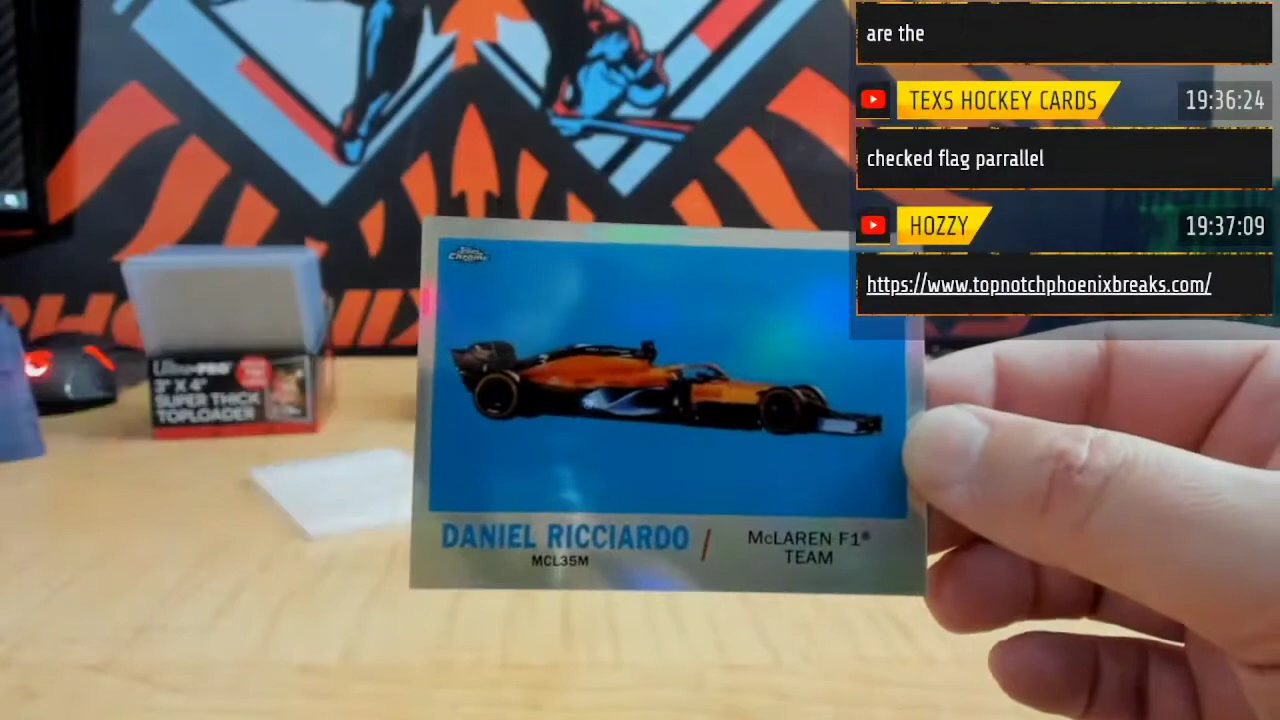 are the
TEXS HOCKEY CARDS
19:36:24
checked flag parrallel
HOZZY
19:37:09
https://www.topnotchphoenixbreaks.com/
PHOENIX
Ultra-PRO
3" X 4"
SUPER THICK
TOPLOADER
Topps
Chrome
DANIEL RICCIARDO / McLAREN F1®
TEAM
MCL35M